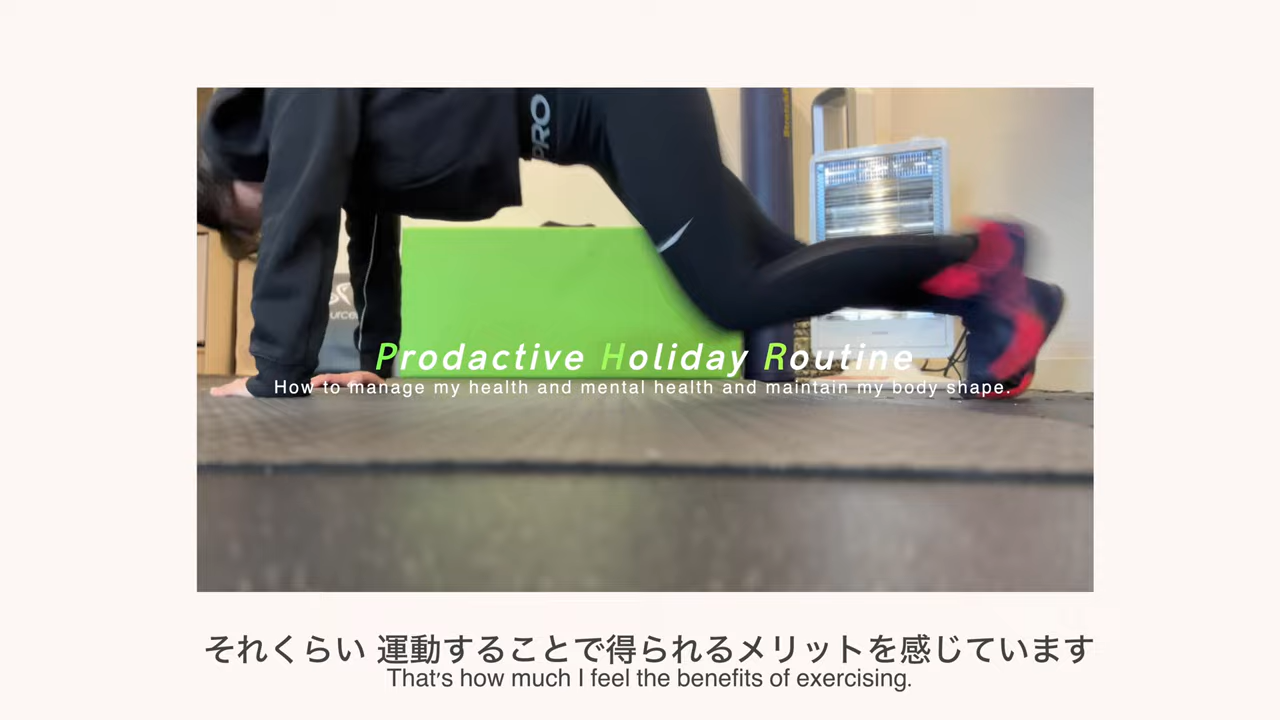 PRO
Prodactive Holiday Routine
How to manage my health and mental health and maintain my body shape.
それくらい 運動することで得られるメリットを感じています
That's how much I feel the benefits of exercising.